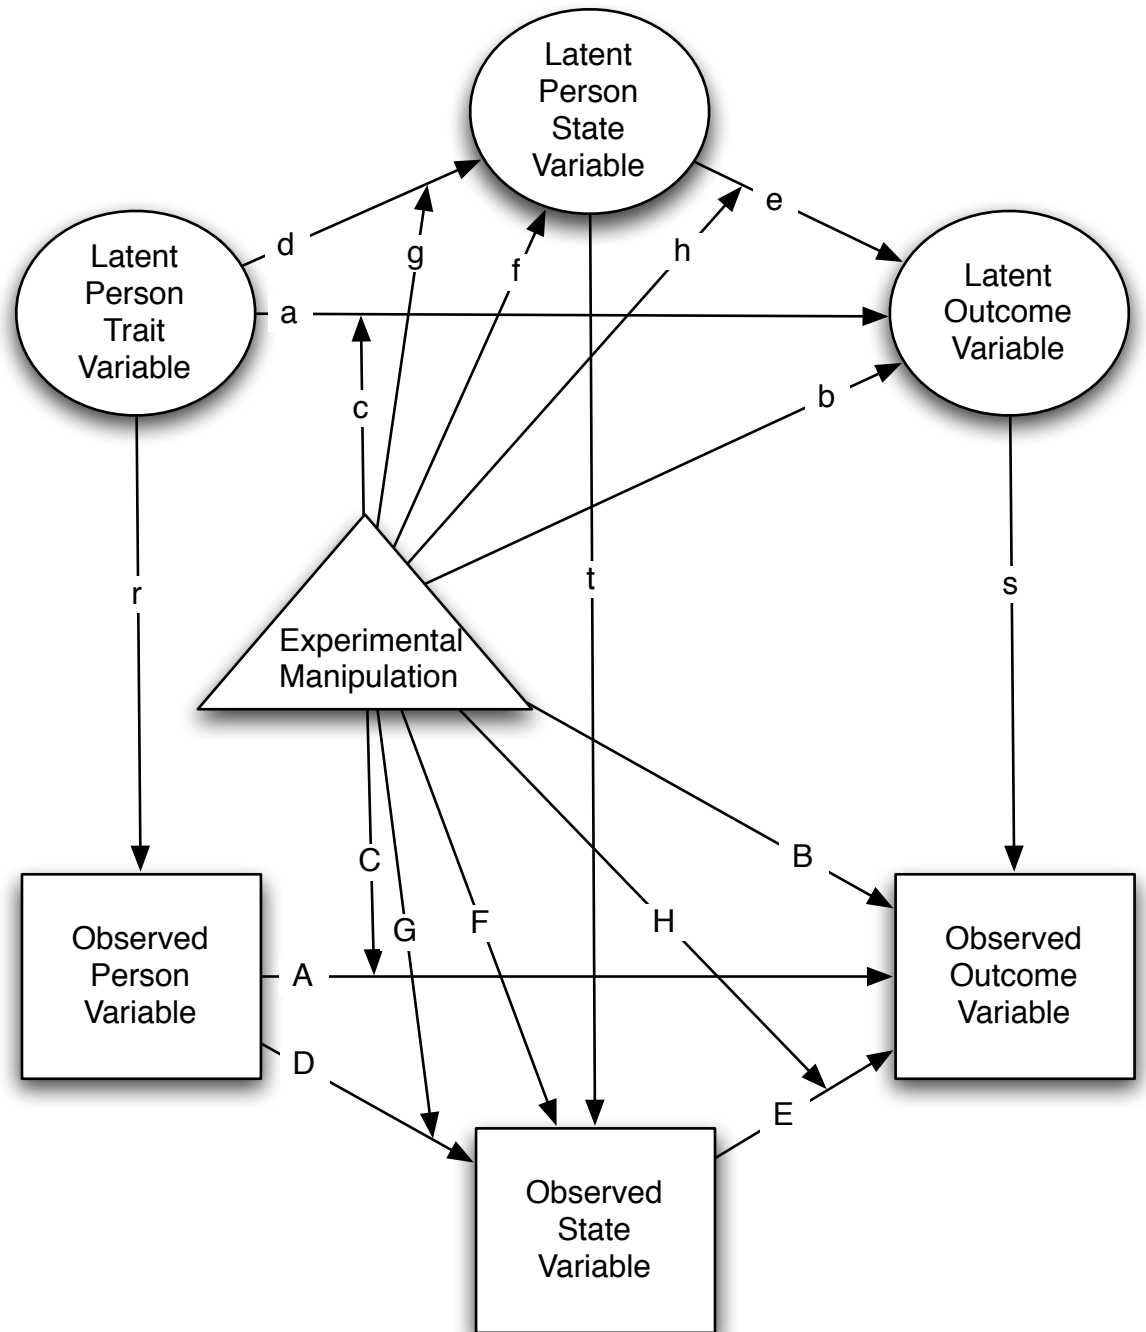 Latent
Person
State
Variable
Latent
Person
Trait
Variable
Latent
Outcome
Variable
d
g
f
h
e
a
c
b
r
t
s
Experimental
Manipulation
C
G
F
H
B
A
D
E
Observed
Person
Variable
Observed
Outcome
Variable
Observed
State
Variable